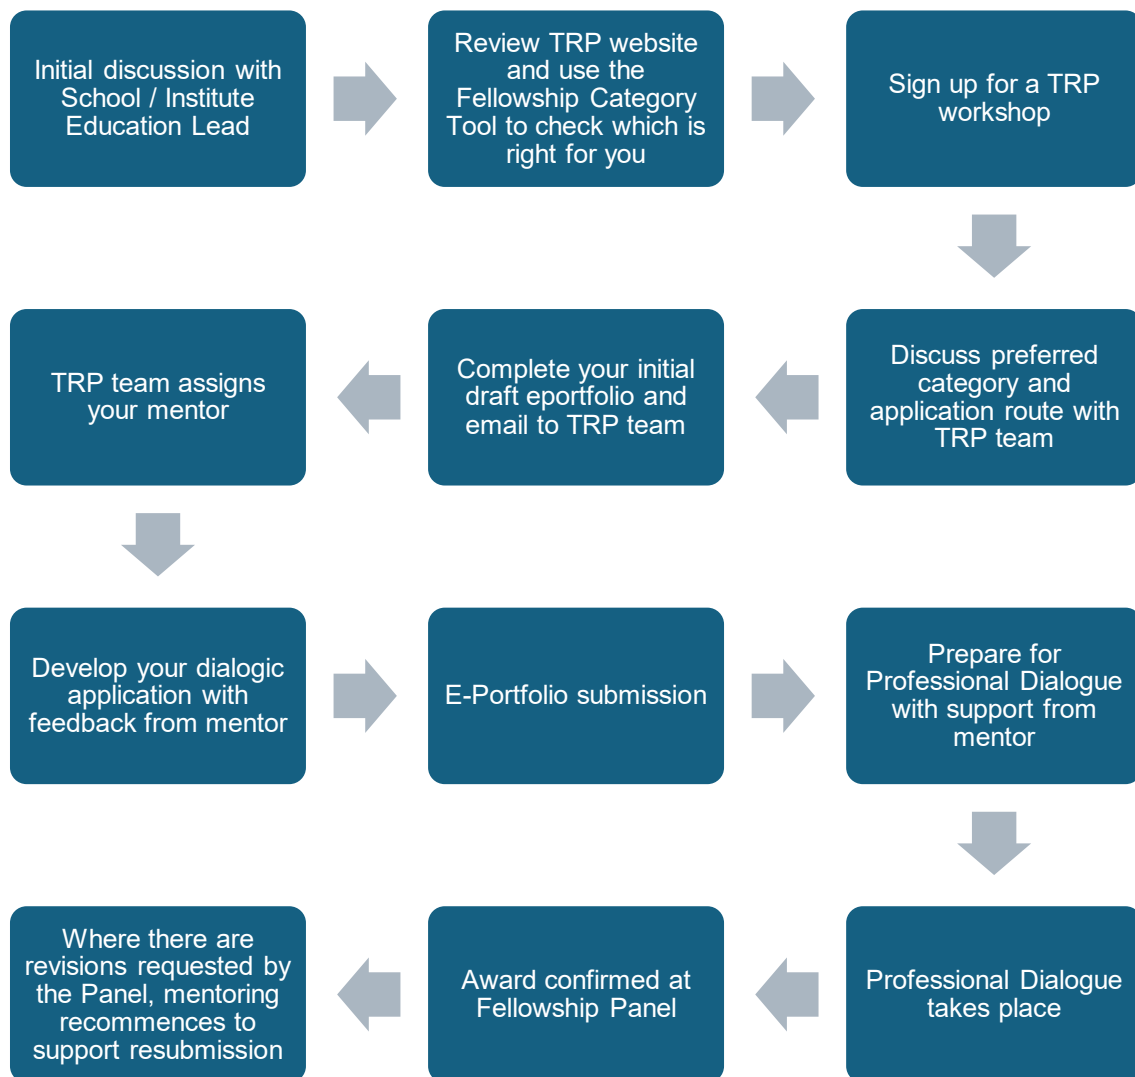 Initial discussion with
School / Institute
Education Lead
Review TRP website
and use the
Fellowship Category
Tool to check which is
right for you
Sign up for a TRP
workshop
Discuss preferred
category and
application route with
TRP team
Complete your initial
draft eportfolio and
email to TRP team
TRP team assigns
your mentor
Develop your dialogic
application with
feedback from mentor
E-Portfolio submission
Prepare for
Professional Dialogue
with support from
mentor
Professional Dialogue
takes place
Award confirmed at
Fellowship Panel
Where there are
revisions requested by
the Panel, mentoring
recommences to
support resubmission